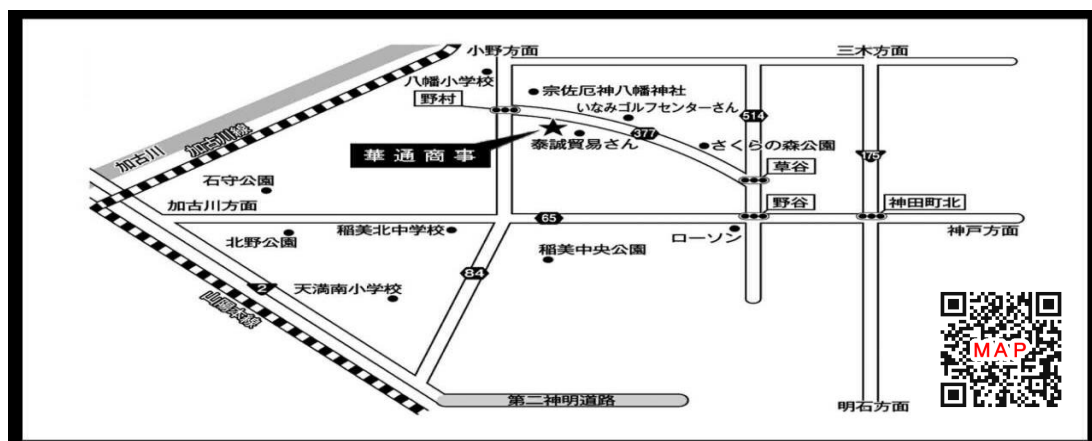 小野方面
三木方面
八幡小学校
野村
宗佐厄神八幡神社
いなみゴルフセンターさん
514
377
華通商事
泰誠貿易さん
さくらの森公園
175
加古川
加古川線
石守公園
草谷
加古川方面
65
野谷
神田町北
神戸方面
北野公園
稲美北中学校
ローソン
稲美中央公園
84
2
天満南小学校
山陽本線
MAP
第二神明道路
明石方面